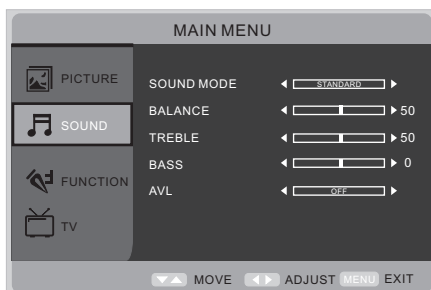 MAIN MENU
PICTURE
SOUND
FUNCTION
TV
SOUND MODE STANDARD
BALANCE 50
TREBLE 50
BASS 0
AVL OFF
MOVE ADJUST MENU EXIT